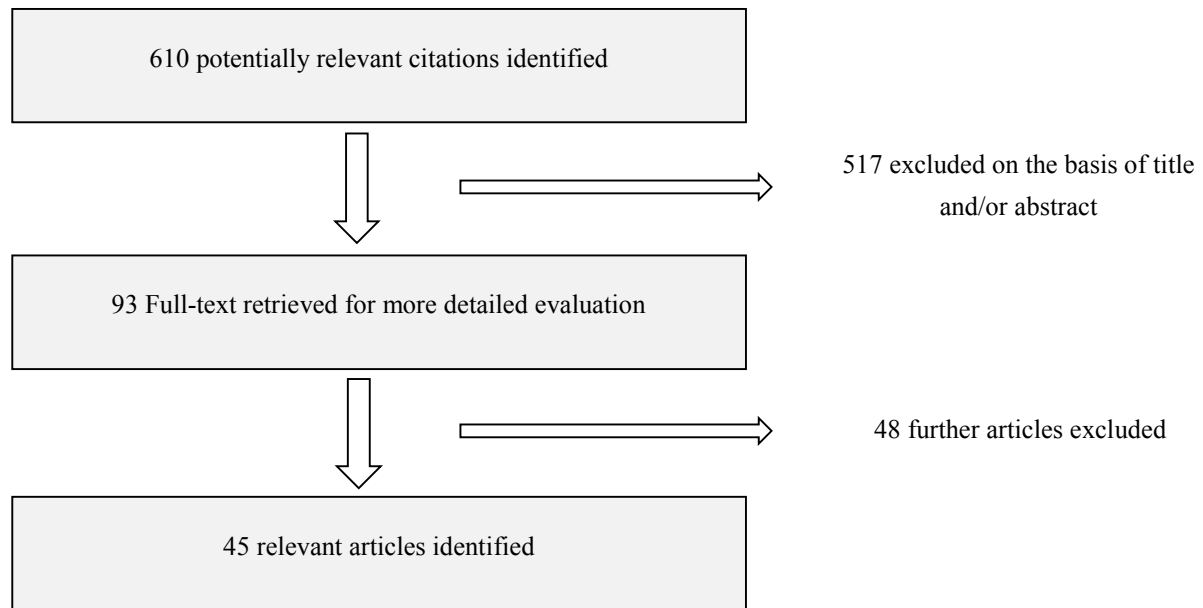 610 potentially relevant citations identified
517 excluded on the basis of title
and/or abstract
93 Full-text retrieved for more detailed evaluation
48 further articles excluded
45 relevant articles identified